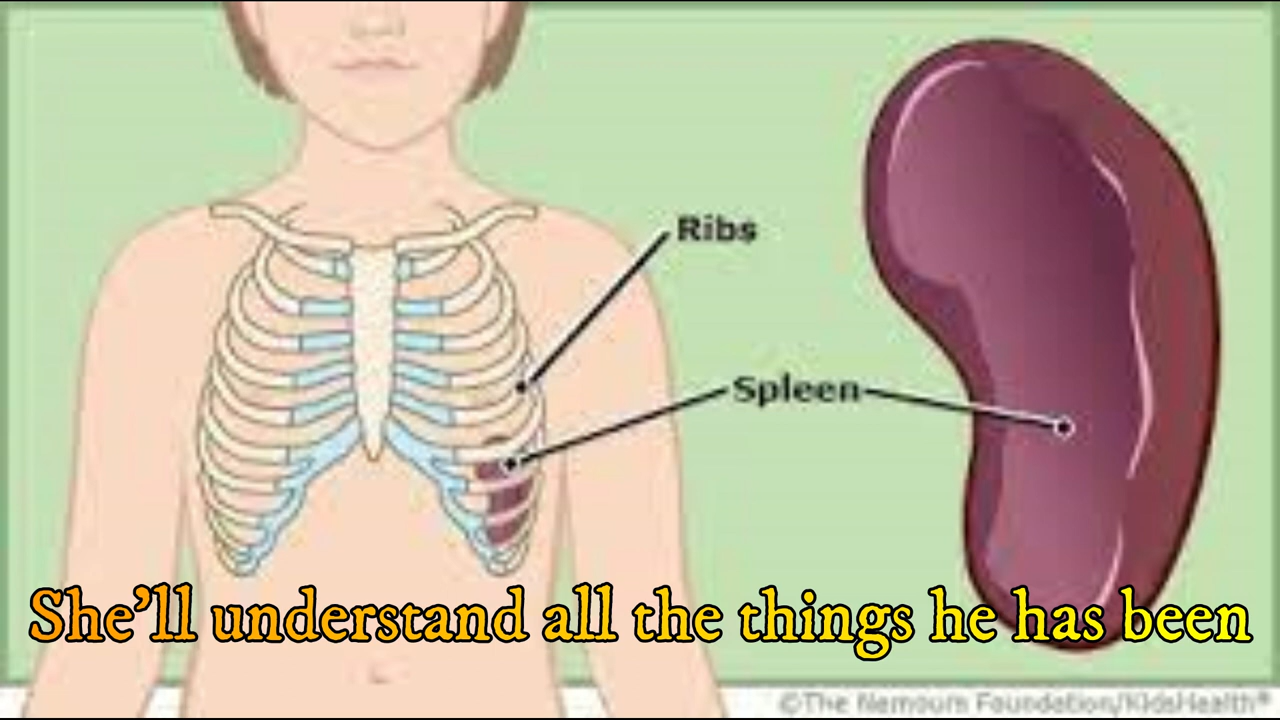 Ribs
Spleen
She'll understand all the things he has been
©The Nemours Foundation/KidsHealth®